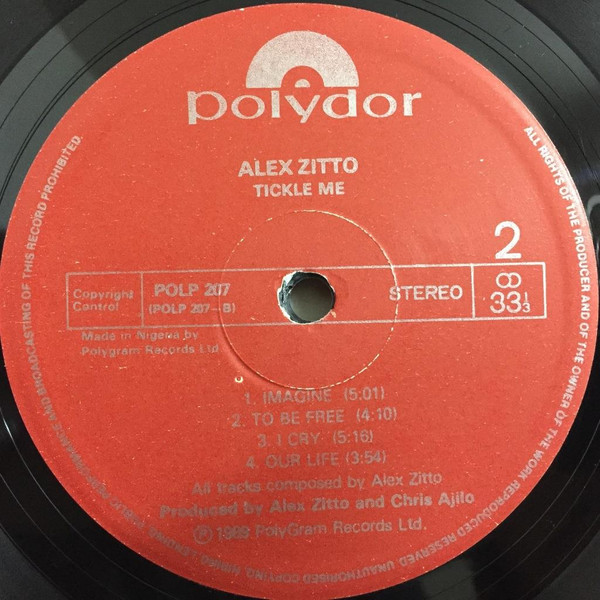 polydor
ALEX ZITTO
TICKLE ME
2
Copyright
Control
POLP 207
(POLP 207-B)
STEREO
33⅓
Made in Nigeria by
Polygram Records Ltd.
1. IMAGINE (5:01)
2. TO BE FREE (4:10)
3. I CRY (5:16)
4. OUR LIFE (3:54)
All tracks composed by Alex Zitto
Produced by Alex Zitto and Chris Ajilo
℗ 1989 PolyGram Records Ltd.
ALL RIGHTS OF THE PRODUCER AND OF THE OWNER OF THE WORK REPRODUCED RESERVED. UNAUTHORISED COPYING, HIRING, LENDING, PUBLIC PERFORMANCE AND BROADCASTING OF THIS RECORD PROHIBITED.